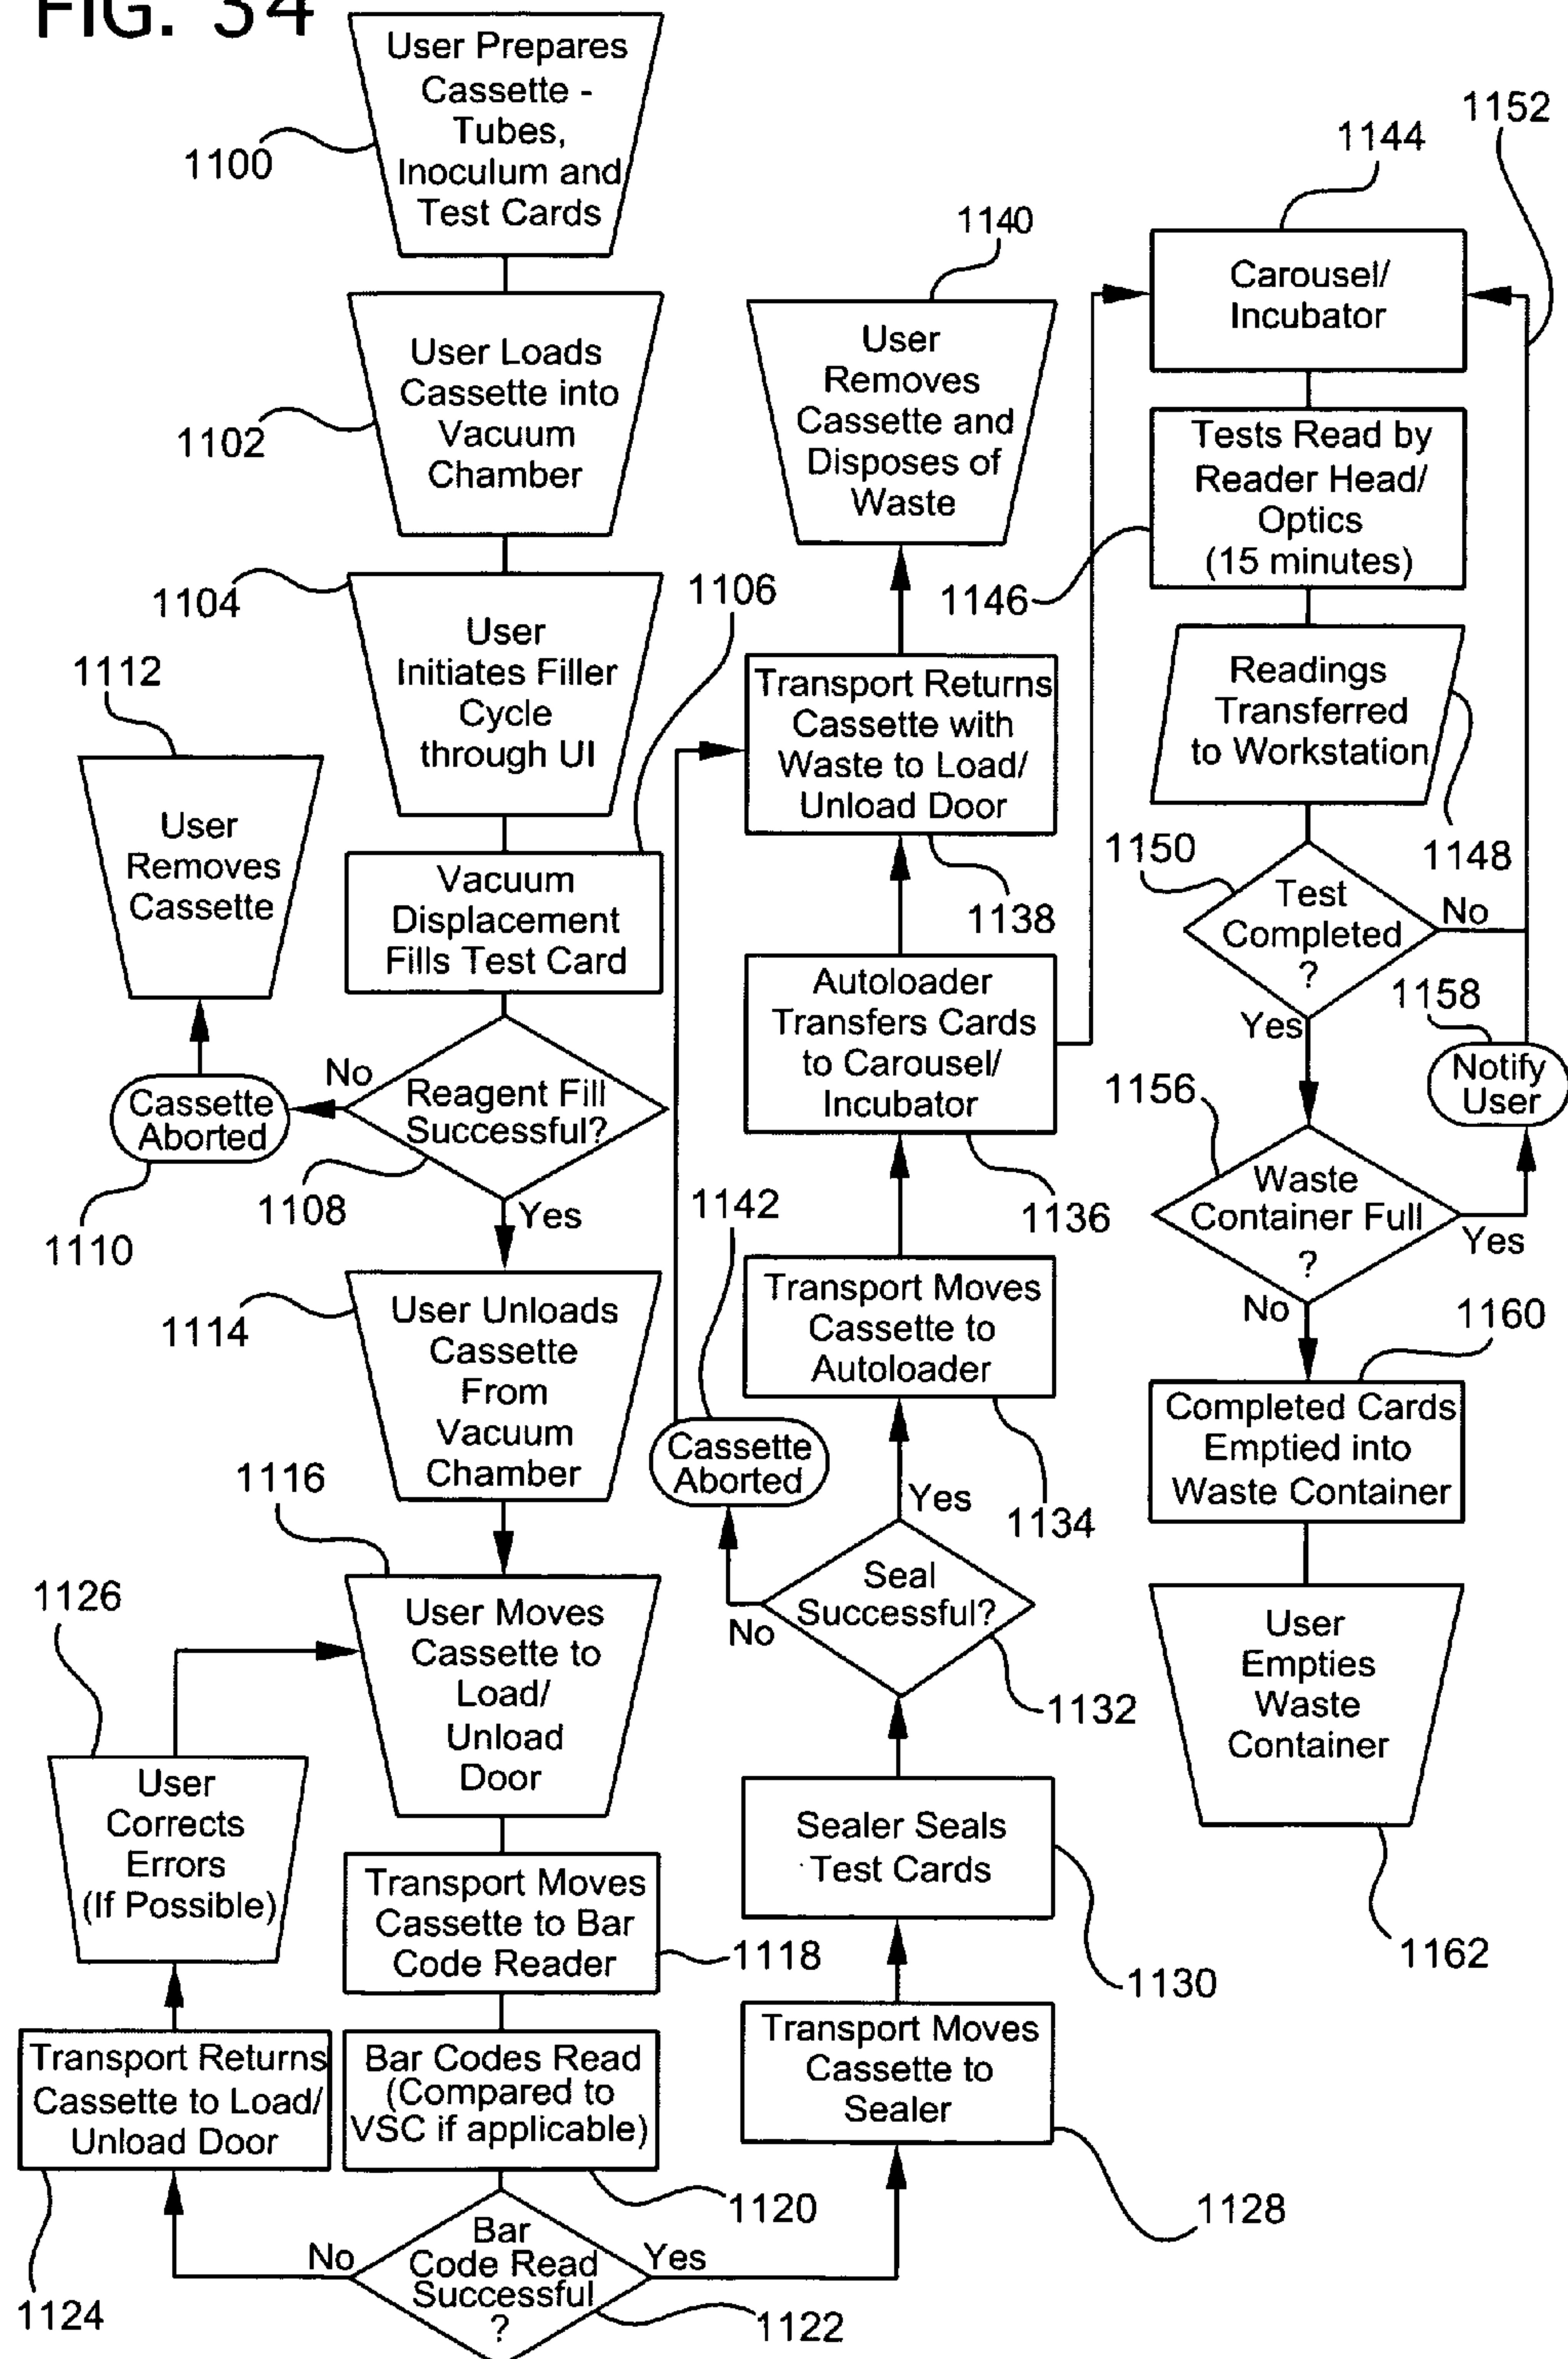 FIG. 34
User Prepares
Cassette -
Tubes,
Inoculum and
Test Cards
1100
User Loads
Cassette into
Vacuum
Chamber
1102
1104
User
Initiates Filler
Cycle
through UI
1106
Vacuum
Displacement
Fills Test Card
1112
User
Removes
Cassette
Cassette
Aborted
1110
No
Reagent Fill
Successful?
1108
Yes
1114
User Unloads
Cassette
From
Vacuum
Chamber
1116
User Moves
Cassette to
Load/
Unload
Door
1126
User
Corrects
Errors
(If Possible)
Transport Moves
Cassette to Bar
Code Reader
1118
Transport Returns
Cassette to Load/
Unload Door
1124
Bar Codes Read
(Compared to
VSC if applicable)
1120
No
Bar
Code Read
Successful
?
Yes
1122
Transport Moves
Cassette to
Sealer
1128
Sealer Seals
Test Cards
1130
Seal
Successful?
1132
No
Yes
1142
Cassette
Aborted
Transport Moves
Cassette to
Autoloader
1134
Autoloader
Transfers Cards
to Carousel/
Incubator
1136
Transport Returns
Cassette with
Waste to Load/
Unload Door
1138
1140
User
Removes
Cassette and
Disposes of
Waste
1144
1152
Carousel/
Incubator
Tests Read by
Reader Head/
Optics
(15 minutes)
1146
Readings
Transferred
to Workstation
1148
1150
Test
Completed
?
No
Yes
1158
Notify
User
1156
Waste
Container Full
?
Yes
No
1160
Completed Cards
Emptied into
Waste Container
User
Empties
Waste
Container
1162